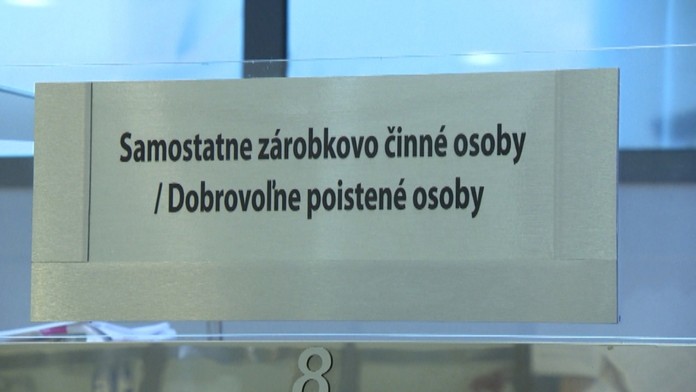 Samostatne zárobkovo činné osoby
/ Dobrovoľne poistené osoby
8